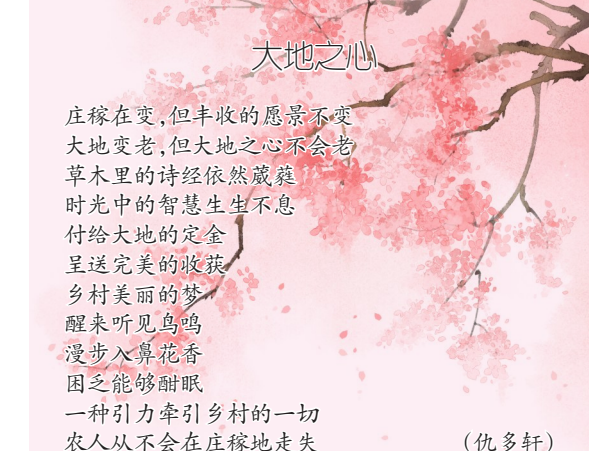 大地之心
庄稼在变,但丰收的愿景不变
大地变老,但大地之心不会老
草木里的诗经依然葳蕤
时光中的智慧生生不息
付给大地的定金
呈送完美的收获
乡村美丽的梦
醒来听见鸟鸣
漫步入鼻花香
困乏能够酣眠
一种引力牵引乡村的一切
农人从不会在庄稼地走失 (仇多轩)